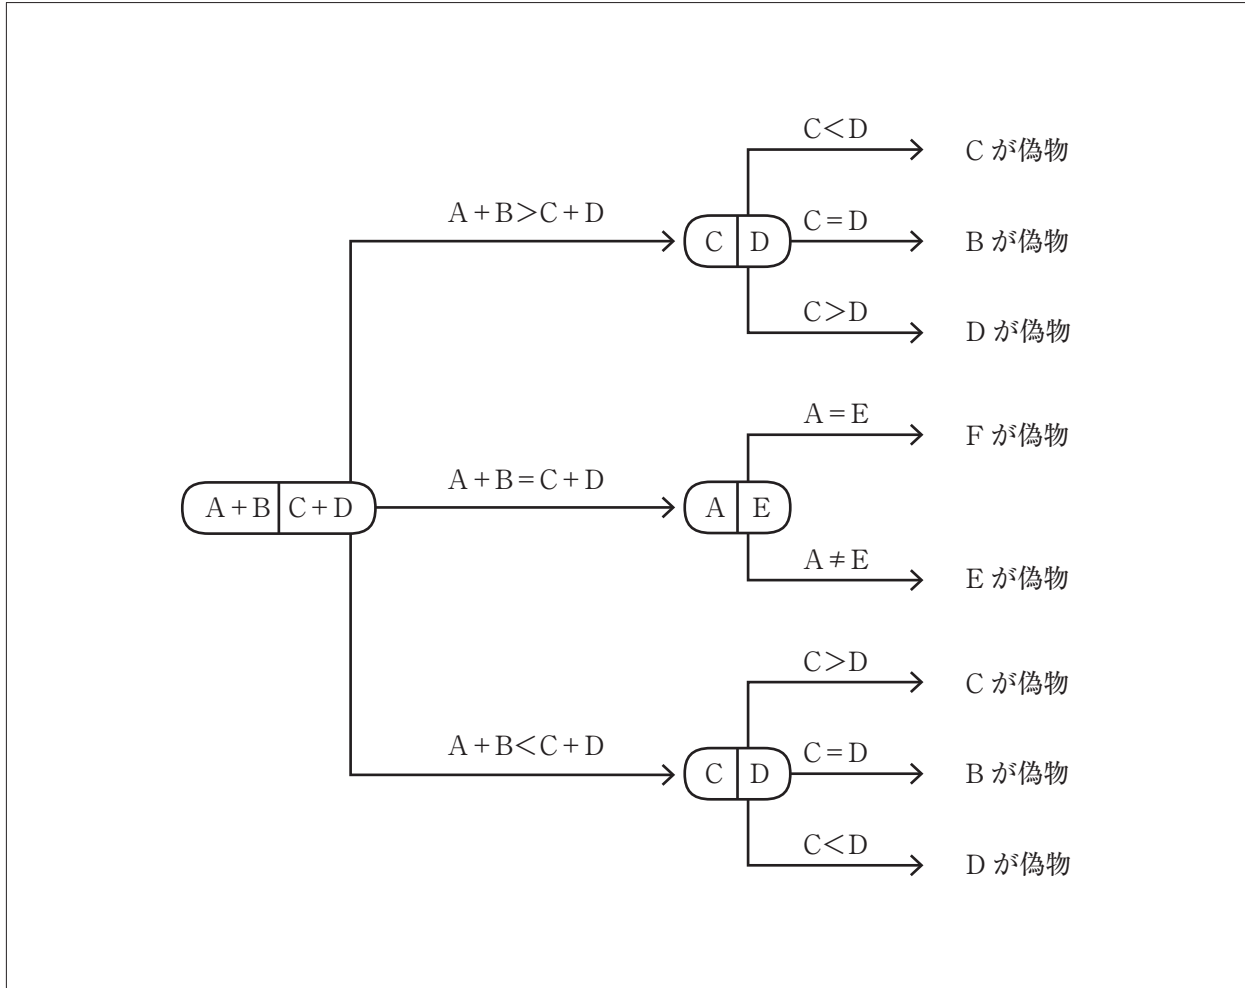 C＜D
C が偽物
A＋B＞C＋D
C D
C＝D
B が偽物
C＞D
D が偽物
A＝E
F が偽物
A＋B＝C＋D
A＋B C＋D
A E
A≠E
E が偽物
C＞D
C が偽物
A＋B＜C＋D
C D
C＝D
B が偽物
C＜D
D が偽物